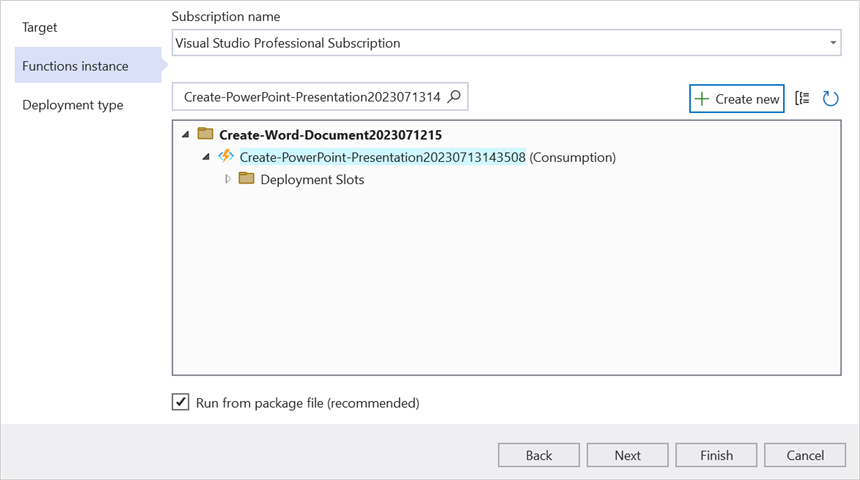 Target
Functions instance
Deployment type
Subscription name
Visual Studio Professional Subscription
Create-PowerPoint-Presentation2023071314
Create new
Create-Word-Document2023071215
Create-PowerPoint-Presentation20230713143508 (Consumption)
Deployment Slots
Run from package file (recommended)
Back
Next
Finish
Cancel